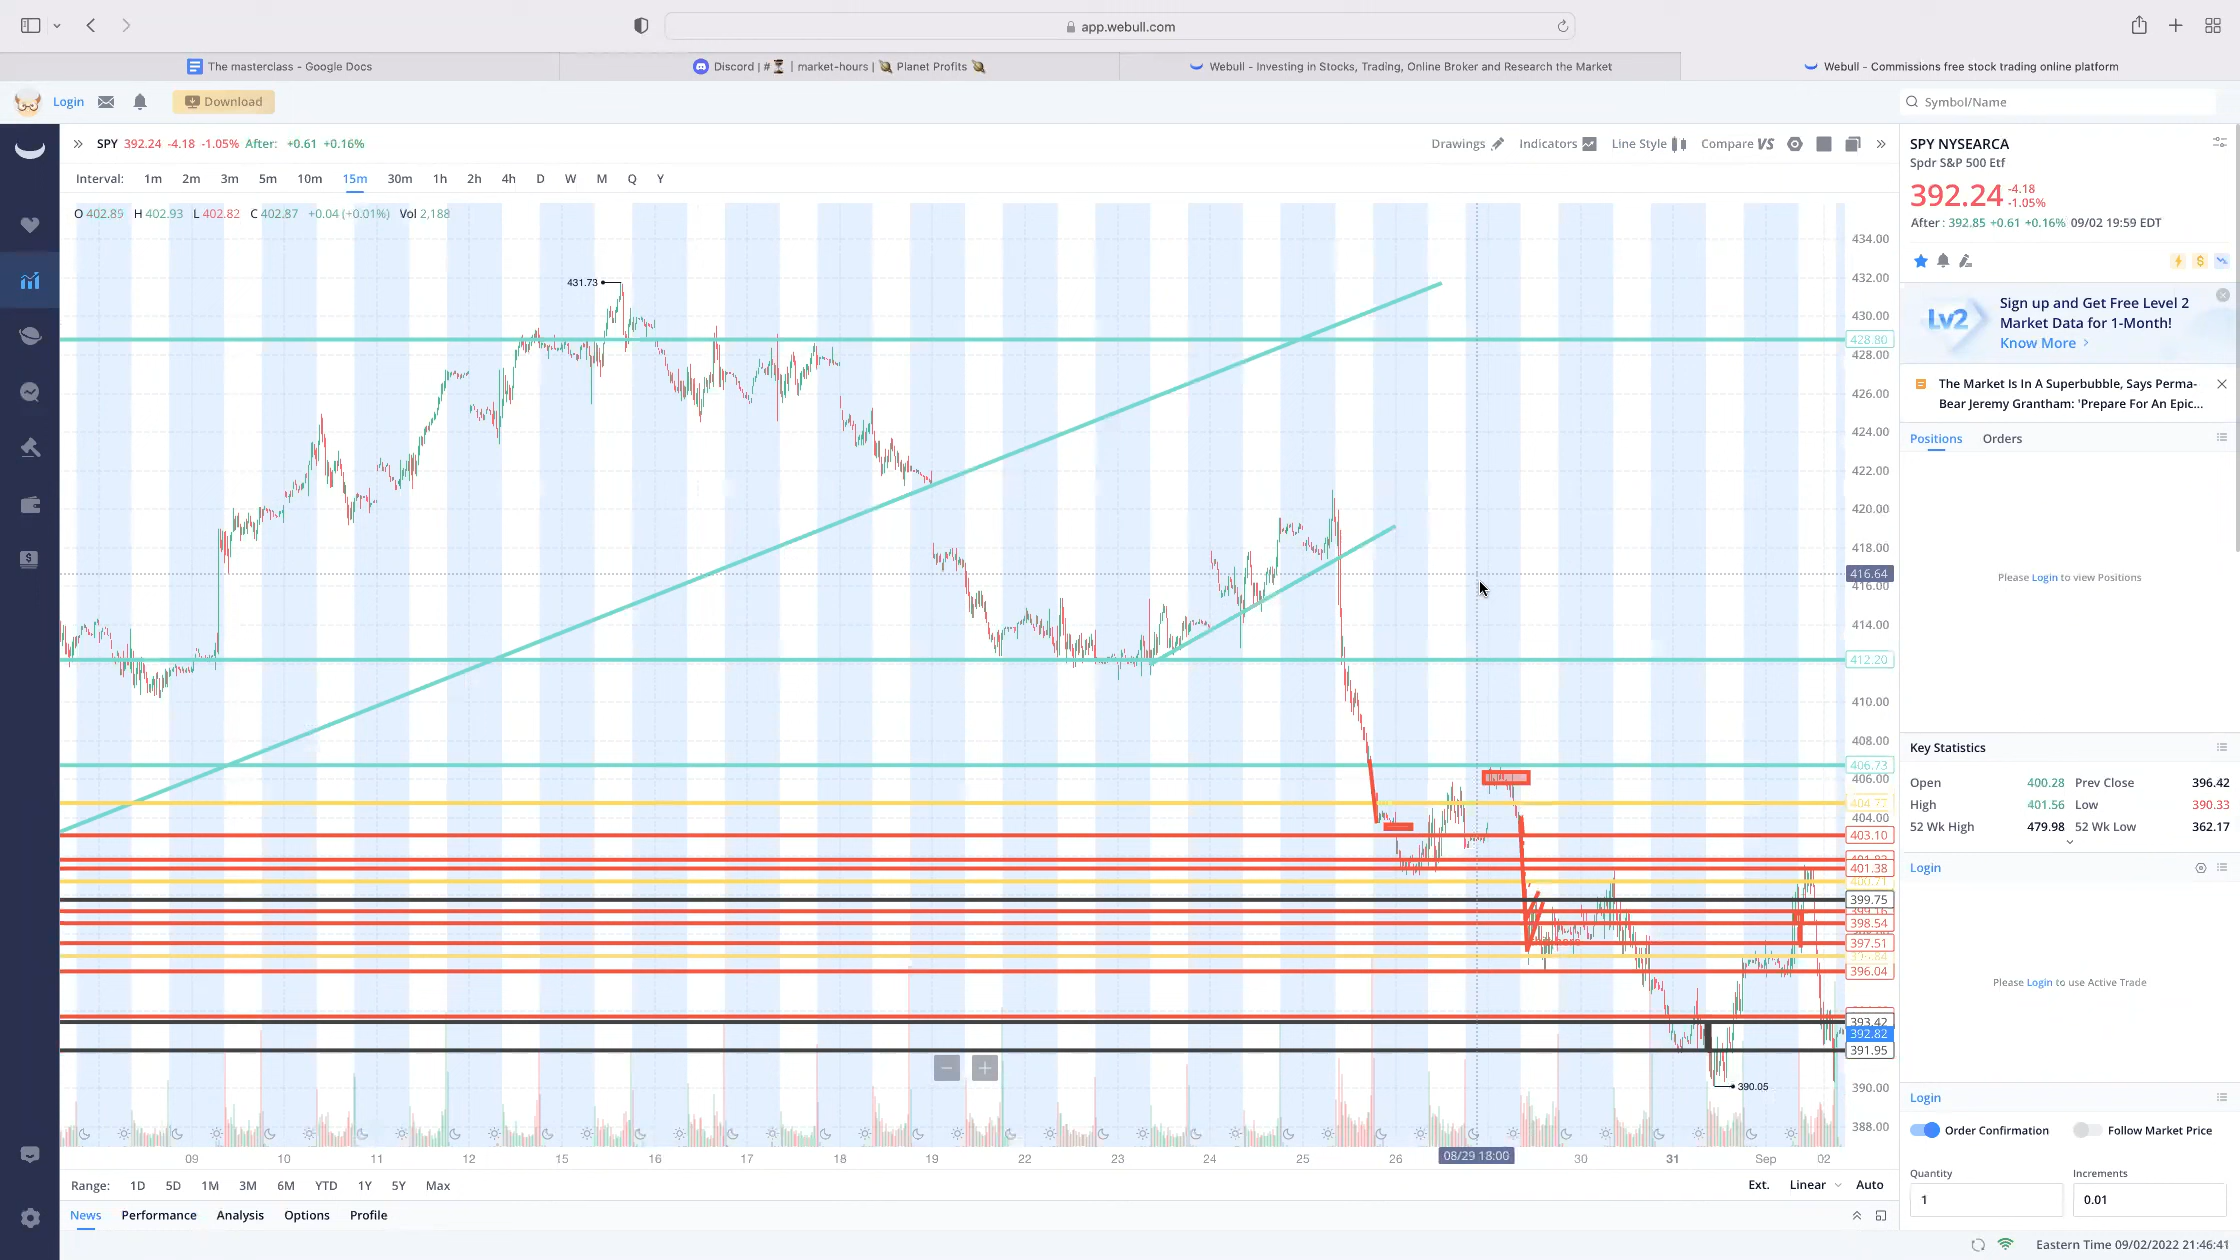 app.webull.com
The masterclass - Google Docs
Discord | # | market-hours | Planet Profits
Webull - Investing in Stocks, Trading, Online Broker and Research the Market
Webull - Commissions free stock trading online platform
Login
Download
Symbol/Name
SPY 392.24 -4.18 -1.05% After: +0.61 +0.16%
Drawings Indicators Line Style Compare VS
Interval: 1m 2m 3m 5m 10m 15m 30m 1h 2h 4h D W M Q Y
O 402.89 H 402.93 L 402.82 C 402.87 +0.04 (+0.01%) Vol 2,188
434.00
432.00
431.73
430.00
428.80
428.00
426.00
424.00
422.00
420.00
418.00
416.64
416.00
414.00
412.20
410.00
408.00
406.73
406.00
404.77
404.00
403.10
401.38
400.71
399.75
398.54
397.51
396.04
393.42
392.82
391.95
390.05
390.00
388.00
09 10 11 12 15 16 17 18 19 22 23 24 25 26 08/29 18:00 30 31 Sep 02
Range: 1D 5D 1M 3M 6M YTD 1Y 5Y Max
Ext. Linear Auto
News Performance Analysis Options Profile
SPY NYSEARCA
Spdr S&P 500 Etf
392.24 -4.18
-1.05%
After : 392.85 +0.61 +0.16% 09/02 19:59 EDT
Lv2
Sign up and Get Free Level 2
Market Data for 1-Month!
Know More >
The Market Is In A Superbubble, Says Perma-
Bear Jeremy Grantham: 'Prepare For An Epic...
Positions Orders
Please Login to view Positions
Key Statistics
Open 400.28 Prev Close 396.42
High 401.56 Low 390.33
52 Wk High 479.98 52 Wk Low 362.17
Login
Please Login to use Active Trade
Login
Order Confirmation Follow Market Price
Quantity Increments
1 0.01
Eastern Time 09/02/2022 21:46:41